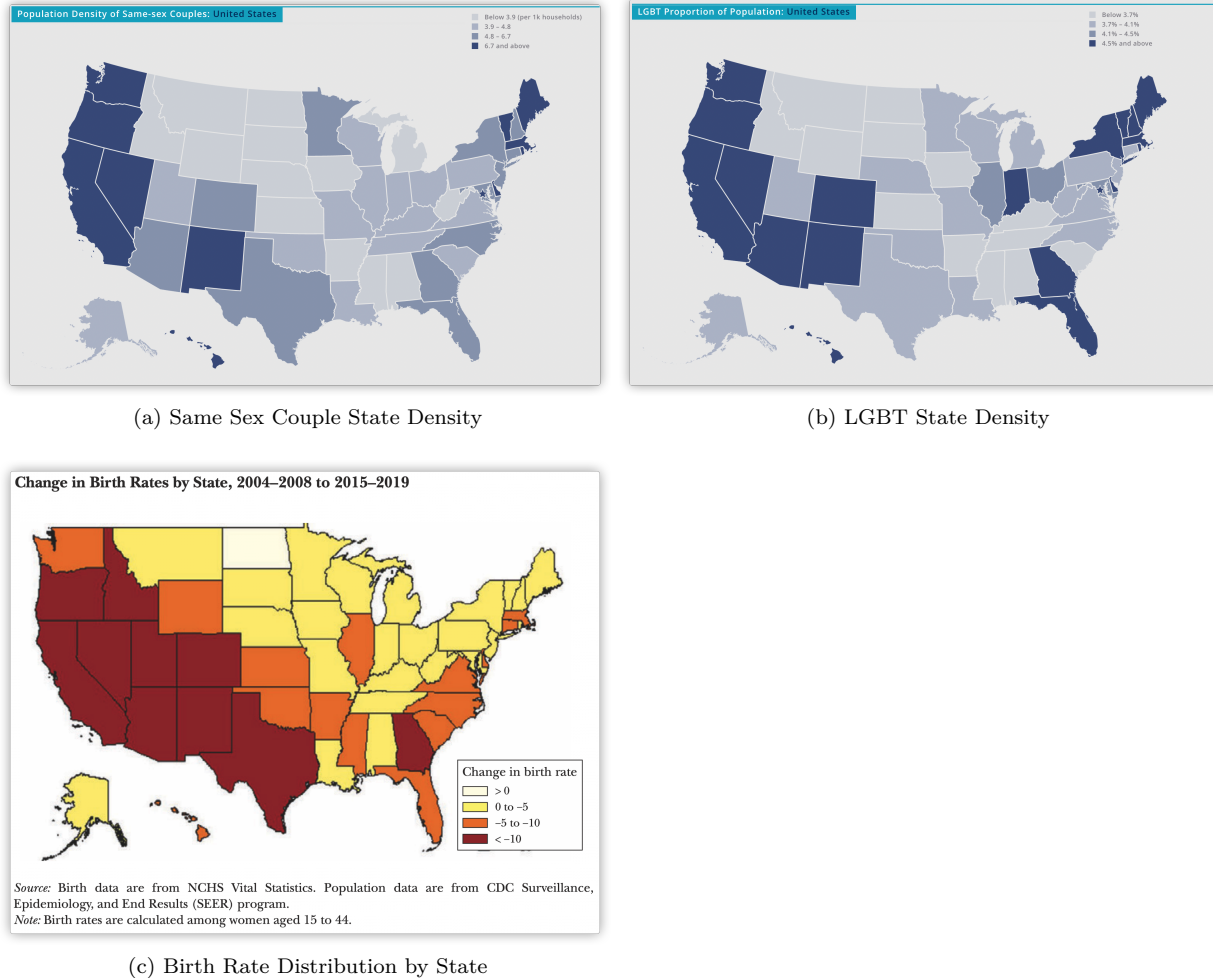 Population Density of Same-sex Couples: United States
Below 3.9 (per 1k households)
3.9 – 4.8
4.8 – 6.7
6.7 and above
(a) Same Sex Couple State Density
LGBT Proportion of Population: United States
Below 3.7%
3.7% – 4.1%
4.1% – 4.5%
4.5% and above
(b) LGBT State Density
Change in Birth Rates by State, 2004–2008 to 2015–2019
Change in birth rate
> 0
0 to –5
–5 to –10
< –10
Source: Birth data are from NCHS Vital Statistics. Population data are from CDC Surveillance,
Epidemiology, and End Results (SEER) program.
Note: Birth rates are calculated among women aged 15 to 44.
(c) Birth Rate Distribution by State